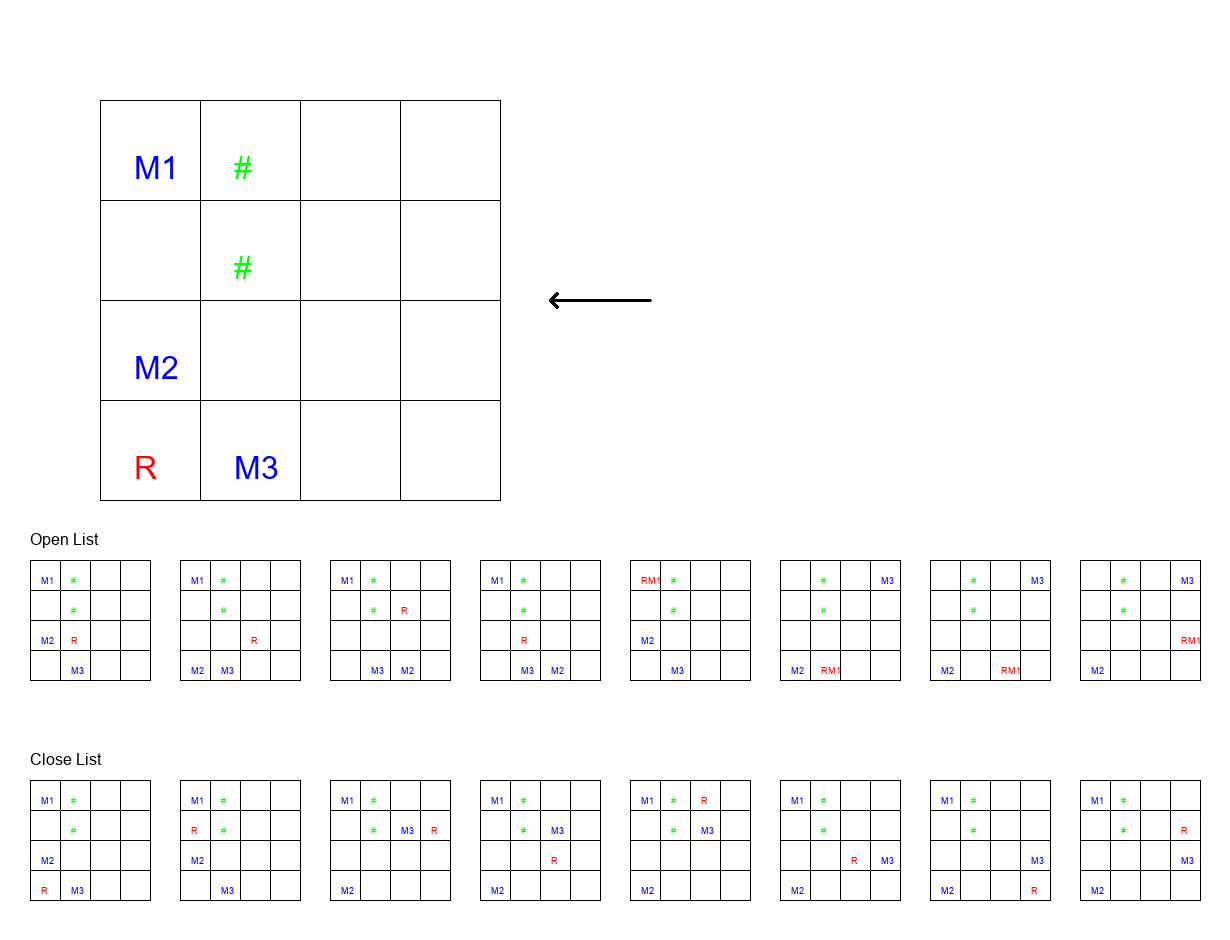 M1 #
#
M2
R M3
Open List
M1 # M1 # M1 # M1 # RM1 # # M3 # M3 # M3
# # # R # # # # #
M2 R R R M2 RM1
M3 M2 M3 M3 M2 M3 M2 M3 M2 RM1 M2 RM1 M2
Close List
M1 # M1 # M1 # M1 # M1 # R M1 # M1 # M1 #
# R # # M3 R # M3 # M3 # # # R
M2 M2 R R M3 M3 M3
R M3 M3 M2 M2 M2 M2 M2 R M2